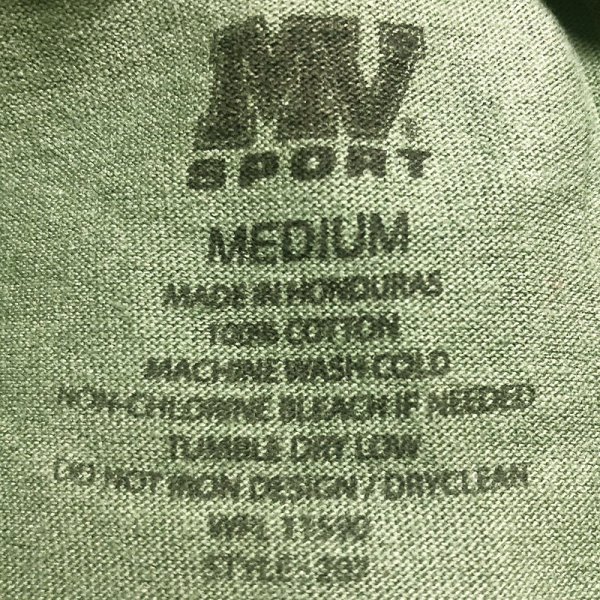 MV
SPORT
MEDIUM
MADE IN HONDURAS
100% COTTON
MACHINE WASH COLD
NON-CHLORINE BLEACH IF NEEDED
TUMBLE DRY LOW
DO NOT IRON DESIGN / DRYCLEAN
WPL
STYLE: